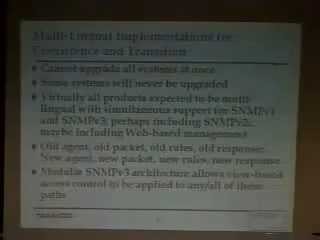 Multi-Lingual Implementations for
Coexistence and Transition
Cannot upgrade all systems at once
Some systems will never be upgraded
Virtually all products expected to be multi-
lingual with simultaneous support for SNMPv1
and SNMPv3, perhaps including SNMPv2c,
maybe including Web-based management
Old agent, old packet, old rules, old response
New agent, new packet, new rules, new response
Modular SNMPv3 architecture allows view-based
access control to be applied to any/all of these
paths